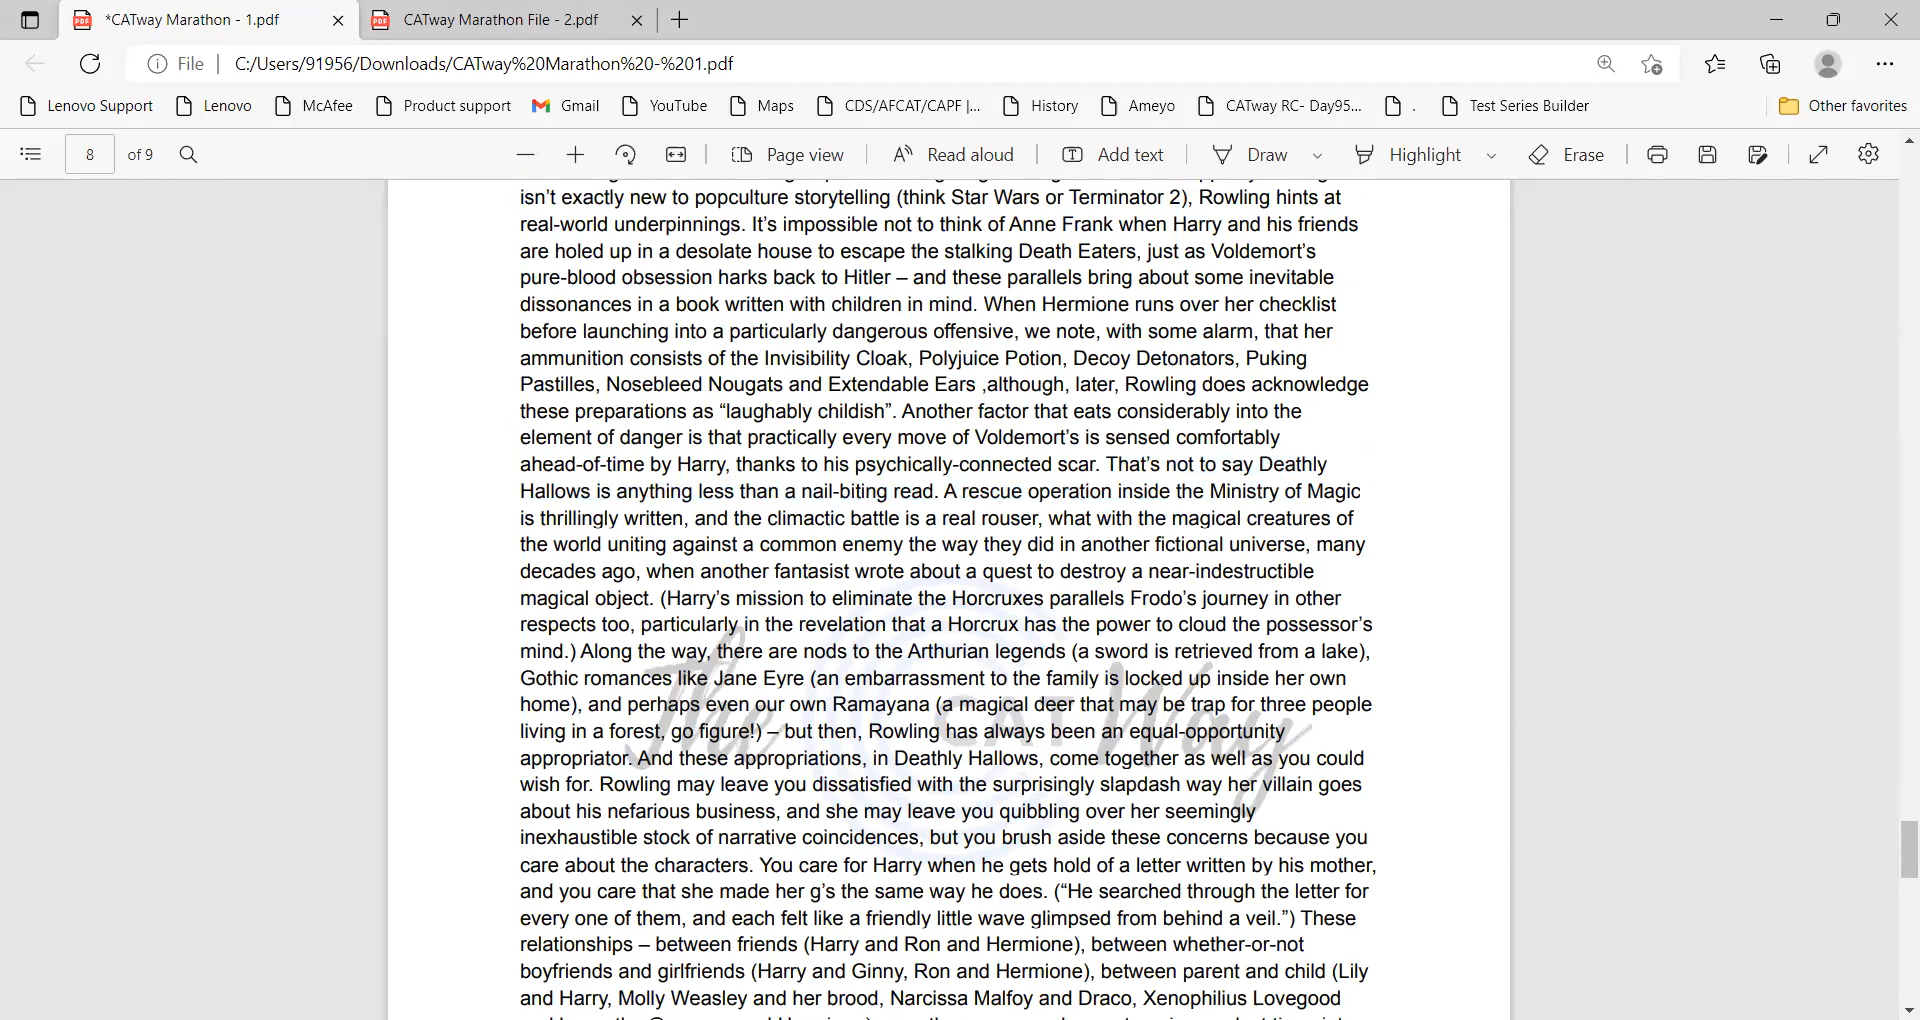 *CATway Marathon - 1.pdf
CATway Marathon File - 2.pdf
File
C:/Users/91956/Downloads/CATway%20Marathon%20-%201.pdf
Lenovo Support
Lenovo
McAfee
Product support
Gmail
YouTube
Maps
CDS/AFCAT/CAPF |...
History
Ameyo
CATway RC- Day95...
.
Test Series Builder
Other favorites
8
of 9
Page view
Read aloud
Add text
Draw
Highlight
Erase
isn’t exactly new to popculture storytelling (think Star Wars or Terminator 2), Rowling hints at
real-world underpinnings. It’s impossible not to think of Anne Frank when Harry and his friends
are holed up in a desolate house to escape the stalking Death Eaters, just as Voldemort’s
pure-blood obsession harks back to Hitler – and these parallels bring about some inevitable
dissonances in a book written with children in mind. When Hermione runs over her checklist
before launching into a particularly dangerous offensive, we note, with some alarm, that her
ammunition consists of the Invisibility Cloak, Polyjuice Potion, Decoy Detonators, Puking
Pastilles, Nosebleed Nougats and Extendable Ears ,although, later, Rowling does acknowledge
these preparations as “laughably childish”. Another factor that eats considerably into the
element of danger is that practically every move of Voldemort’s is sensed comfortably
ahead-of-time by Harry, thanks to his psychically-connected scar. That’s not to say Deathly
Hallows is anything less than a nail-biting read. A rescue operation inside the Ministry of Magic
is thrillingly written, and the climactic battle is a real rouser, what with the magical creatures of
the world uniting against a common enemy the way they did in another fictional universe, many
decades ago, when another fantasist wrote about a quest to destroy a near-indestructible
magical object. (Harry’s mission to eliminate the Horcruxes parallels Frodo’s journey in other
respects too, particularly in the revelation that a Horcrux has the power to cloud the possessor’s
mind.) Along the way, there are nods to the Arthurian legends (a sword is retrieved from a lake),
Gothic romances like Jane Eyre (an embarrassment to the family is locked up inside her own
home), and perhaps even our own Ramayana (a magical deer that may be trap for three people
living in a forest, go figure!) – but then, Rowling has always been an equal-opportunity
appropriator. And these appropriations, in Deathly Hallows, come together as well as you could
wish for. Rowling may leave you dissatisfied with the surprisingly slapdash way her villain goes
about his nefarious business, and she may leave you quibbling over her seemingly
inexhaustible stock of narrative coincidences, but you brush aside these concerns because you
care about the characters. You care for Harry when he gets hold of a letter written by his mother,
and you care that she made her g’s the same way he does. (“He searched through the letter for
every one of them, and each felt like a friendly little wave glimpsed from behind a veil.”) These
relationships – between friends (Harry and Ron and Hermione), between whether-or-not
boyfriends and girlfriends (Harry and Ginny, Ron and Hermione), between parent and child (Lily
and Harry, Molly Weasley and her brood, Narcissa Malfoy and Draco, Xenophilius Lovegood
The CAT Way